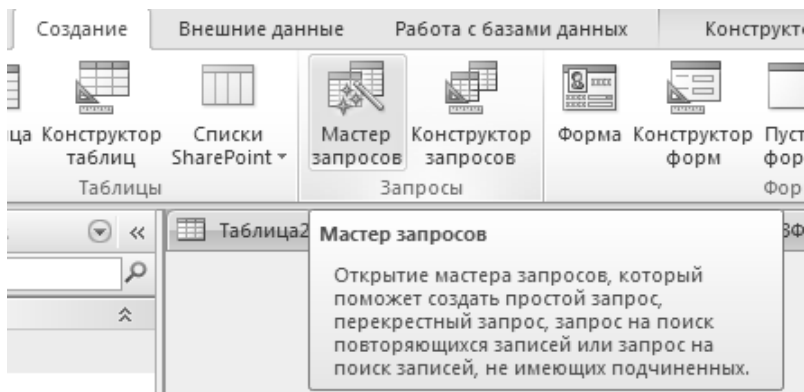 Создание Внешние данные Работа с базами данных Конструкт
ца Конструктор таблиц Списки SharePoint Мастер запросов Конструктор запросов Форма Конструктор форм Пуст фор
Таблицы Запросы Фор
Таблица2
Мастер запросов
Открытие мастера запросов, который
поможет создать простой запрос,
перекрестный запрос, запрос на поиск
повторяющихся записей или запрос на
поиск записей, не имеющих подчиненных.